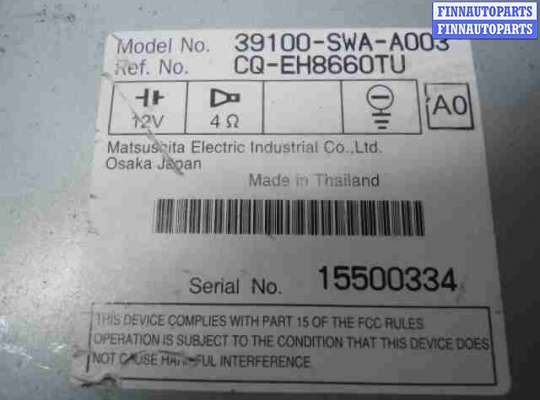 FINNAUTOPARTS
FINNAUTOPARTS
Model No. 39100-SWA-A003
Ref. No. CQ-EH8660TU
12V 4 Ω A0
Matsushita Electric Industrial Co.,Ltd.
Osaka Japan
Made in Thailand
Serial No. 15500334
THIS DEVICE COMPLIES WITH PART 15 OF THE FCC RULES
OPERATION IS SUBJECT TO THE CONDITION THAT THIS DEVICE DOES
NOT CAUSE HARMFUL INTERFERENCE.